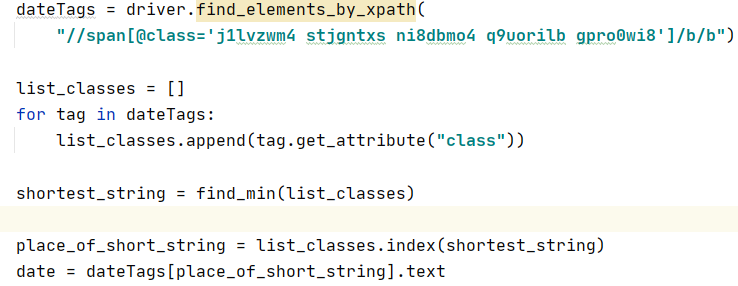 dateTags = driver.find_elements_by_xpath(
"//span[@class='j1lvzwm4 stjgntxs ni8dbmo4 q9uorilb gpro0wi8']/b/b")
list_classes = []
for tag in dateTags:
list_classes.append(tag.get_attribute("class"))
shortest_string = find_min(list_classes)
place_of_short_string = list_classes.index(shortest_string)
date = dateTags[place_of_short_string].text